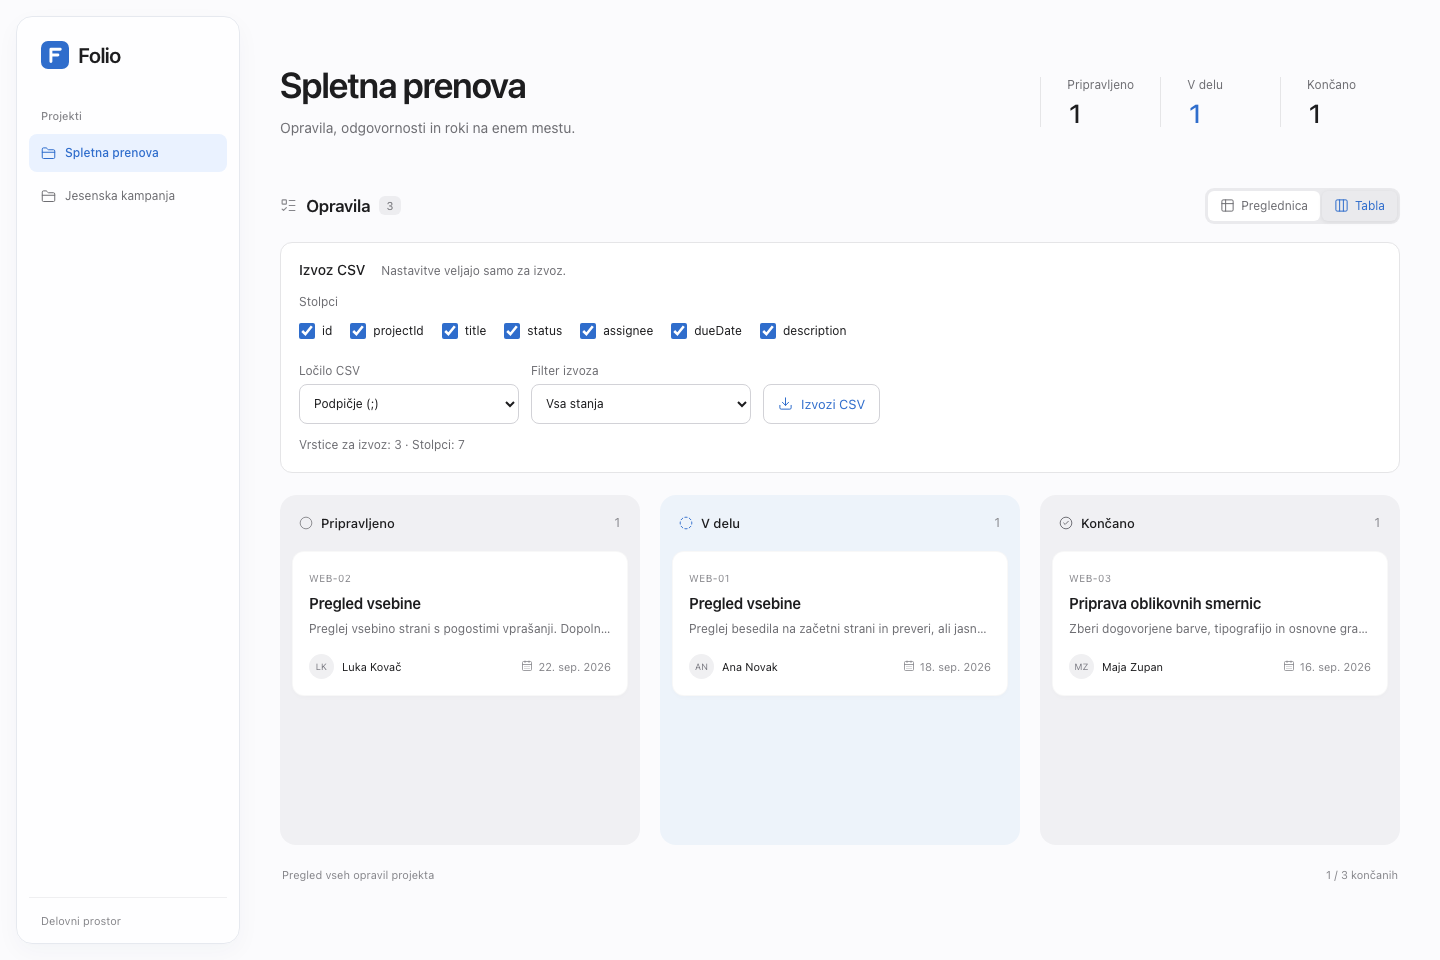 Folio
Projekti
Spletna prenova
Jesenska kampanja
Delovni prostor
Spletna prenova
Opravila, odgovornosti in roki na enem mestu.
Pripravljeno
1
V delu
1
Končano
1
Opravila 3
Preglednica
Tabla
Izvoz CSV Nastavitve veljajo samo za izvoz.
Stolpci
id projectId title status assignee dueDate description
Ločilo CSV
Podpičje (;)
Filter izvoza
Vsa stanja
Izvozi CSV
Vrstice za izvoz: 3 · Stolpci: 7
Pripravljeno 1
WEB-02
Pregled vsebine
Preglej vsebino strani s pogostimi vprašanji. Dopoln...
LK Luka Kovač 22. sep. 2026
V delu 1
WEB-01
Pregled vsebine
Preglej besedila na začetni strani in preveri, ali jasn...
AN Ana Novak 18. sep. 2026
Končano 1
WEB-03
Priprava oblikovnih smernic
Zberi dogovorjene barve, tipografijo in osnovne gra...
MZ Maja Zupan 16. sep. 2026
Pregled vseh opravil projekta
1 / 3 končanih